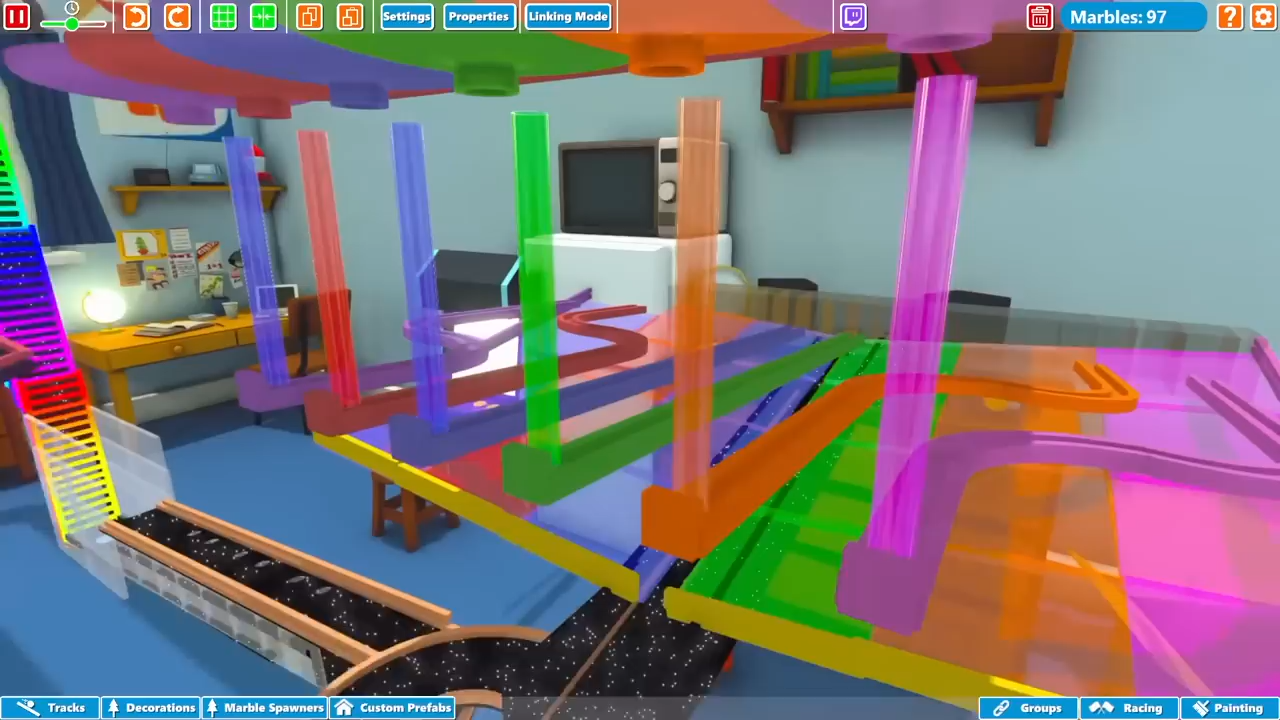 Settings
Properties
Linking Mode
Marbles: 97
?
Tracks
Decorations
Marble Spawners
Custom Prefabs
Groups
Racing
Painting